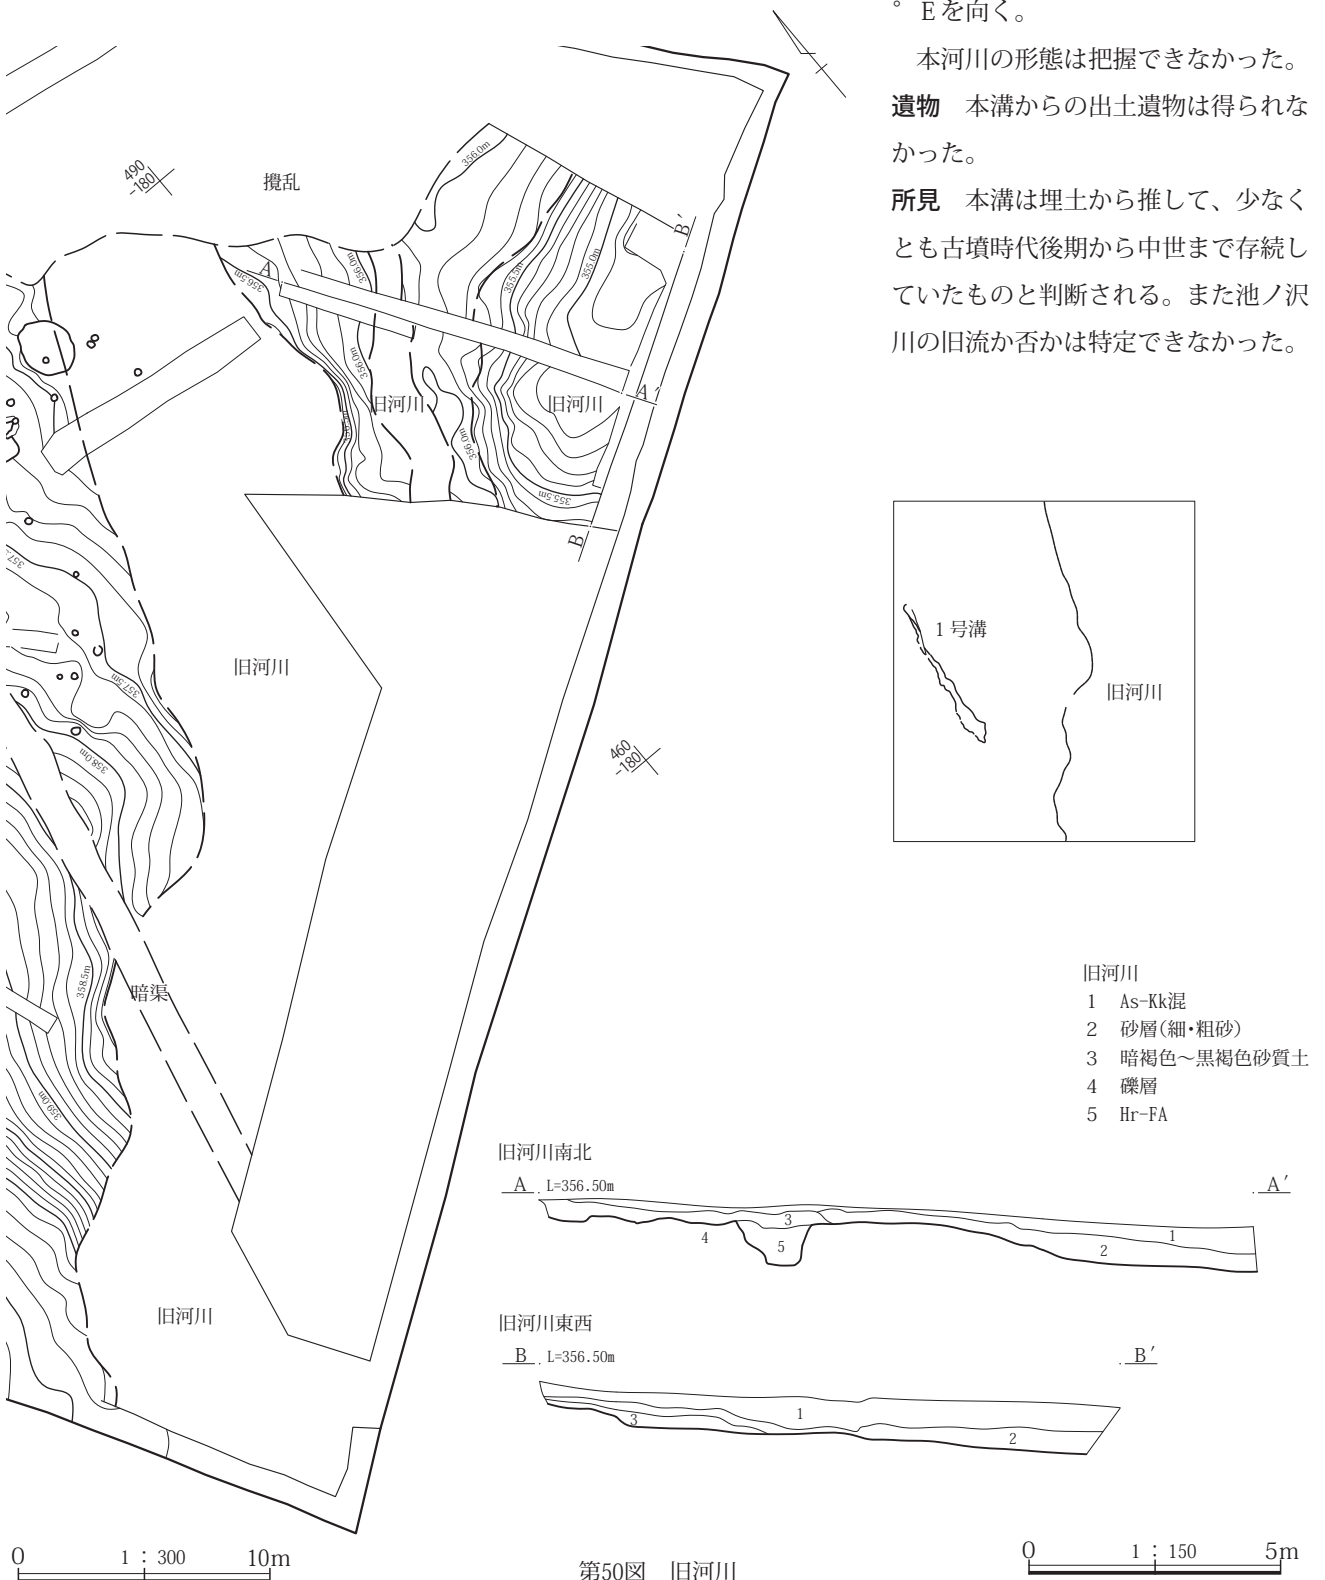 ° Eを向く。
　本河川の形態は把握できなかった。
遺物　本溝からの出土遺物は得られな
かった。
所見　本溝は埋土から推して、少なく
とも古墳時代後期から中世まで存続し
ていたものと判断される。また池ノ沢
川の旧流か否かは特定できなかった。
490
-180
攪乱
356.0m
B′
A
356.5m
356.0m
355.5m
355.0m
356.0m
旧河川
旧河川
A′
356.0m
355.5m
B
357.5m
358.0m
旧河川
460
-180
1号溝
旧河川
358.5m
暗渠
359.0m
旧河川
旧河川
1　As-Kk混
2　砂層(細・粗砂)
3　暗褐色～黒褐色砂質土
4　礫層
5　Hr-FA
旧河川南北
A　L=356.50m　A′
3
4
5
1
2
旧河川東西
B　L=356.50m　B′
3
1
2
0　1：300　10m
第50図　旧河川
0　1：150　5m